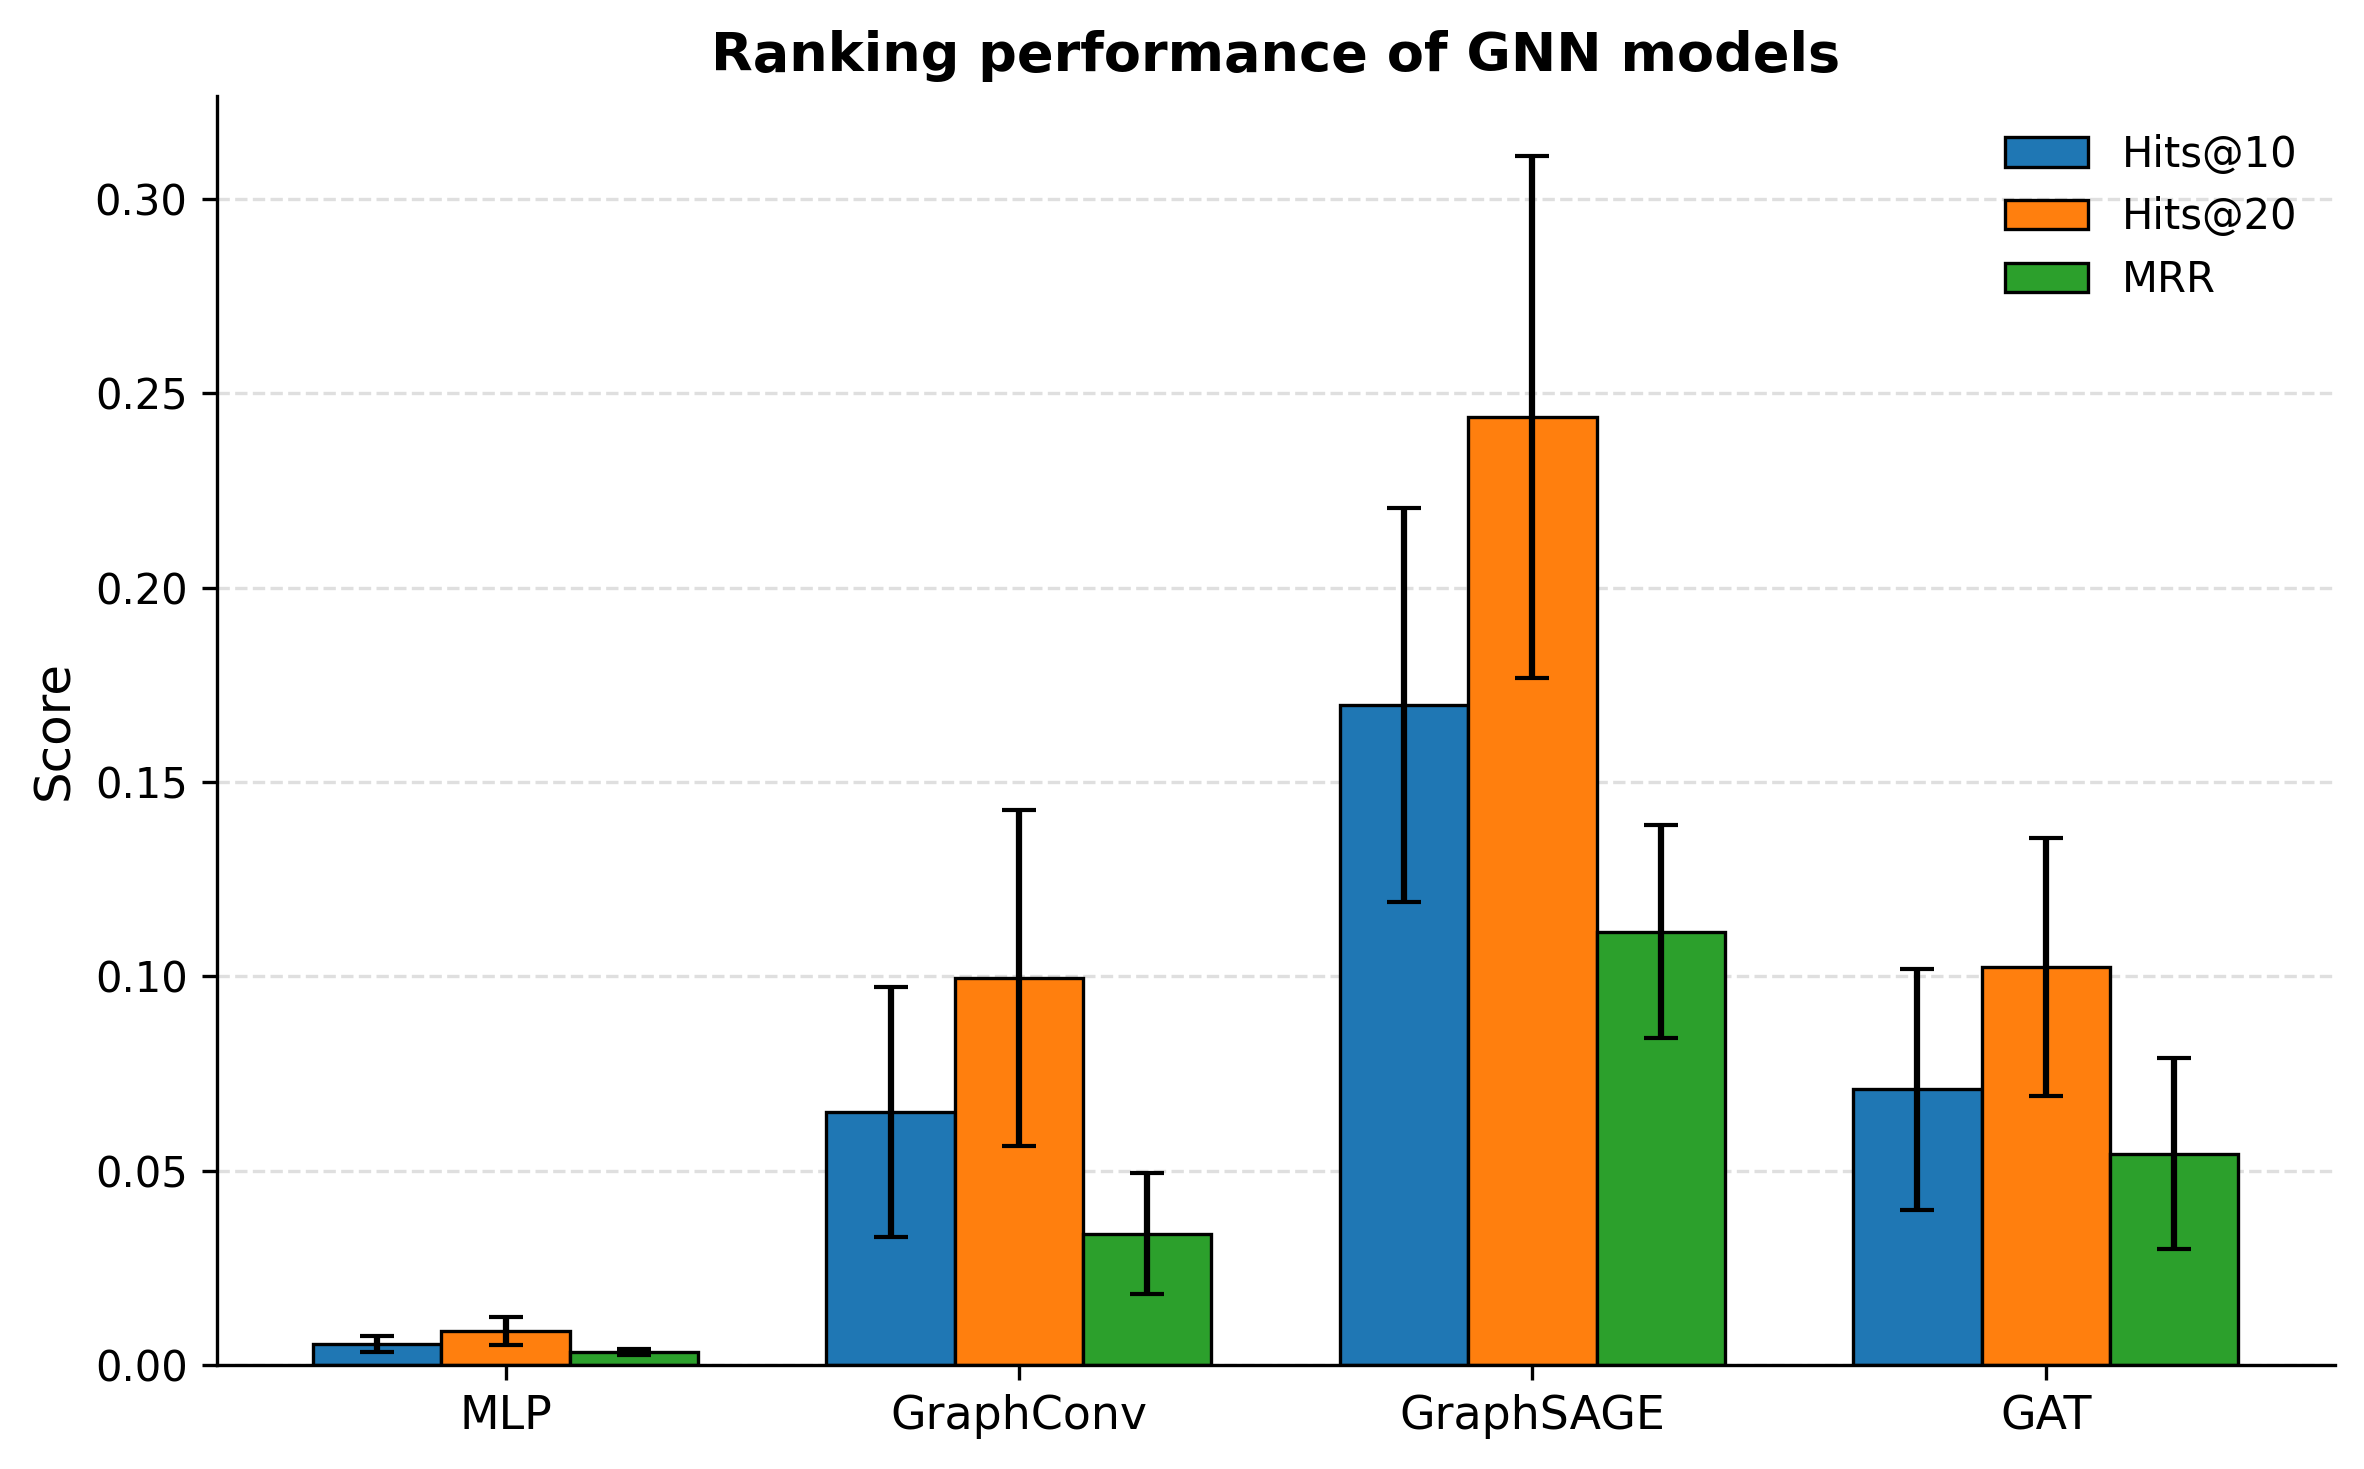 Ranking performance of GNN models
Hits@10
Hits@20
MRR
Score
0.30
0.25
0.20
0.15
0.10
0.05
0.00
MLP
GraphConv
GraphSAGE
GAT